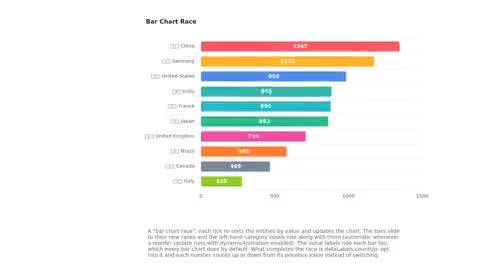 Bar Chart Race
China 1347
Germany
United States
India
France
Japan
United Kingdom
Brazil
Canada 469
Italy
0 500 1000 1500
A "bar chart race", each tick re-sorts the entities by value and updates the chart. The bars slide
to their new ranks and the left-hand category labels ride along with them (automatic whenever
a reorder update runs with dynamicAnimation enabled). The value labels ride each bar too,
which every bar chart does by default: What completes the race is dataLabels.countUp: opt
into it and each number counts up or down from its previous value instead of switching.